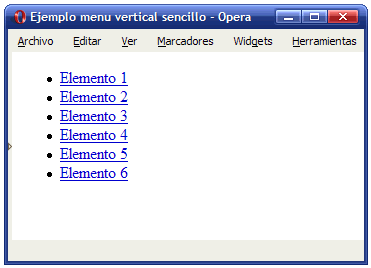 Ejemplo menu vertical sencillo - Opera
Archivo Editar Ver Marcadores Widgets Herramientas
Elemento 1
Elemento 2
Elemento 3
Elemento 4
Elemento 5
Elemento 6